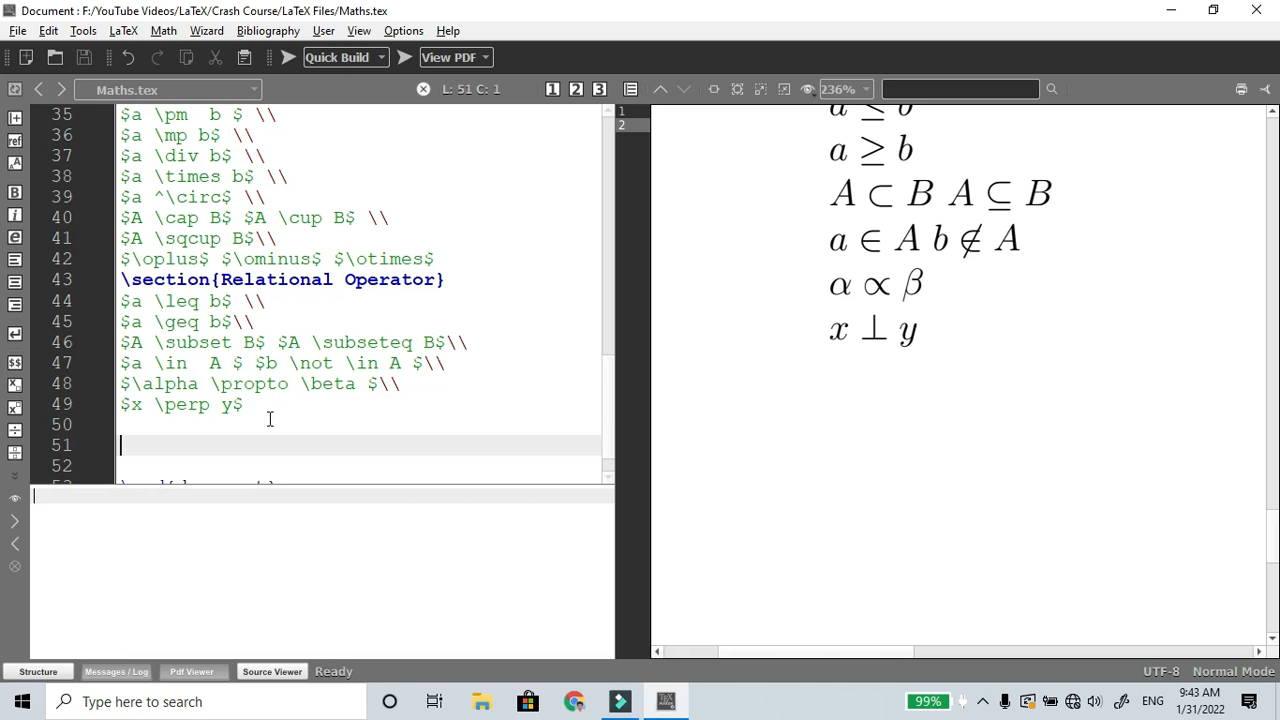 Document : F:/YouTube Videos/LaTeX/Crash Course/LaTeX Files/Maths.tex
File Edit Tools LaTeX Math Wizard Bibliography User View Options Help
Quick Build View PDF
Maths.tex L: 51 C: 1 1 2 3 236%
35 $a \pm b $ \\
36 $a \mp b$ \\
37 $a \div b$ \\
38 $a \times b$ \\
39 $a ^\circ$ \\
40 $A \cap B$ $A \cup B$ \\
41 $A \sqcup B$\\
42 $\oplus$ $\ominus$ $\otimes$
43 \section{Relational Operator}
44 $a \leq b$ \\
45 $a \geq b$\\
46 $A \subset B$ $A \subseteq B$\\
47 $a \in A $ $b \not \in A $\\
48 $\alpha \propto \beta $\\
49 $x \perp y$
50
51
52
1
2
a ≤ b
a ≥ b
A ⊂ B A ⊆ B
a ∈ A b ∉ A
α ∝ β
x ⊥ y
Structure Messages / Log Pdf Viewer Source Viewer Ready UTF-8 Normal Mode
Type here to search 99% ENG 9:43 AM
1/31/2022